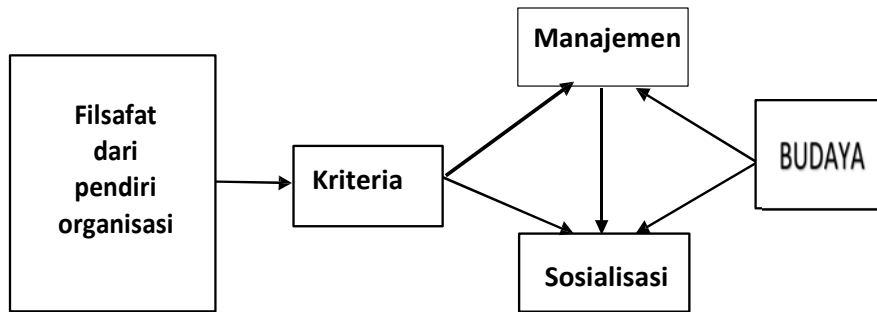 Filsafat
dari
pendiri
organisasi
Kriteria
Manajemen
Sosialisasi
BUDAYA